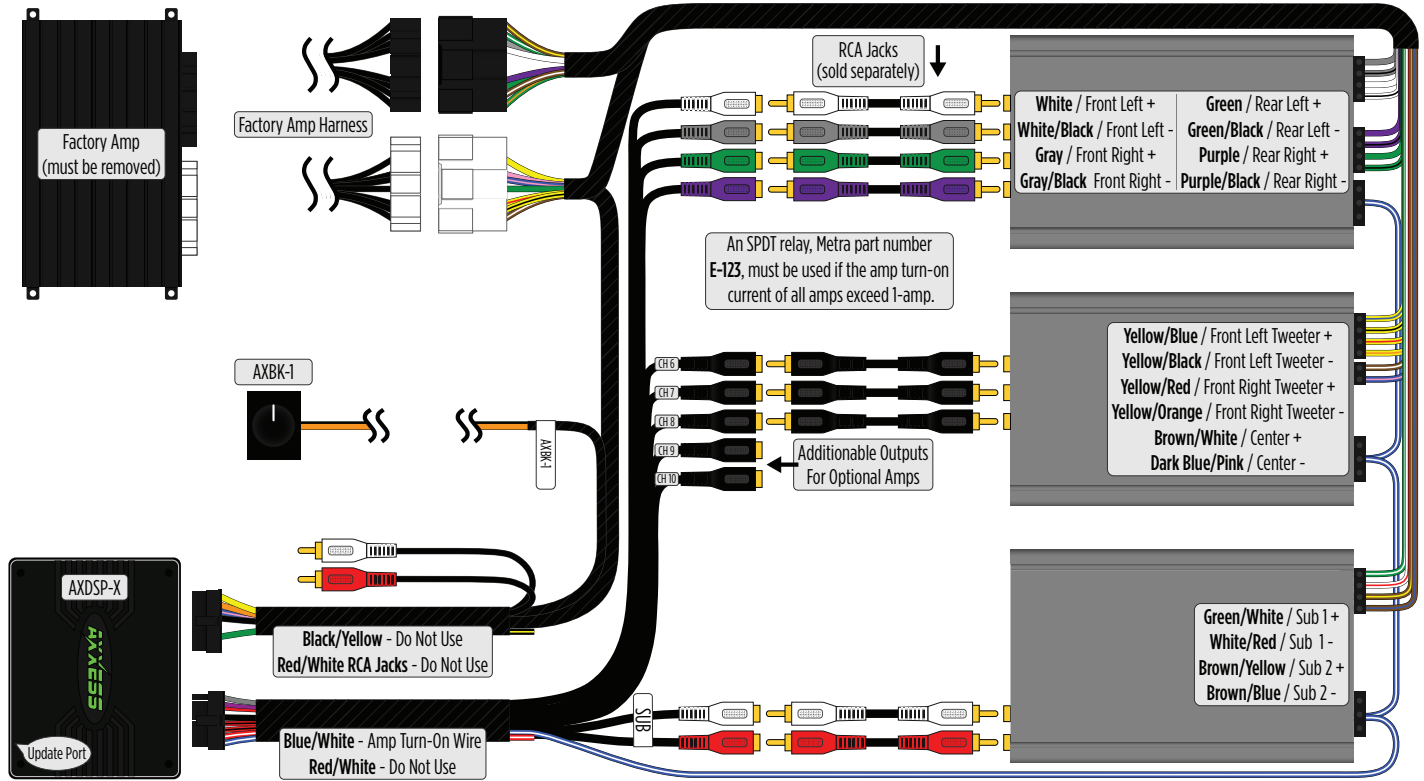 Factory Amp
(must be removed)
Factory Amp Harness
RCA Jacks
(sold separately)
White / Front Left +
White/Black / Front Left -
Gray / Front Right +
Gray/Black Front Right -
Green / Rear Left +
Green/Black / Rear Left -
Purple / Rear Right +
Purple/Black / Rear Right -
An SPDT relay, Metra part number
E-123, must be used if the amp turn-on
current of all amps exceed 1-amp.
AXBK-1
AXBK-1
CH 6
CH 7
CH 8
CH 9
CH 10
Additionable Outputs
For Optional Amps
Yellow/Blue / Front Left Tweeter +
Yellow/Black / Front Left Tweeter -
Yellow/Red / Front Right Tweeter +
Yellow/Orange / Front Right Tweeter -
Brown/White / Center +
Dark Blue/Pink / Center -
AXDSP-X
AXXESS
Update Port
Black/Yellow - Do Not Use
Red/White RCA Jacks - Do Not Use
Blue/White - Amp Turn-On Wire
Red/White - Do Not Use
SUB
Green/White / Sub 1 +
White/Red / Sub 1 -
Brown/Yellow / Sub 2 +
Brown/Blue / Sub 2 -